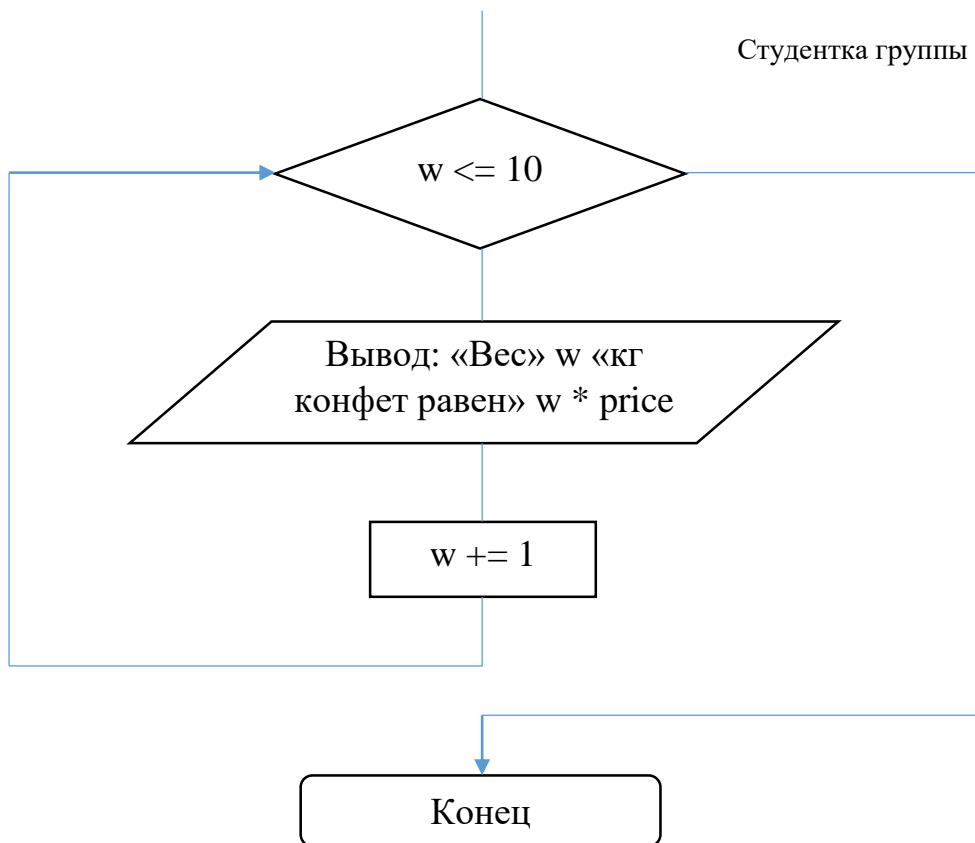 Студентка группы
w <= 10
Вывод: «Вес» w «кг
конфет равен» w * price
w += 1
Конец